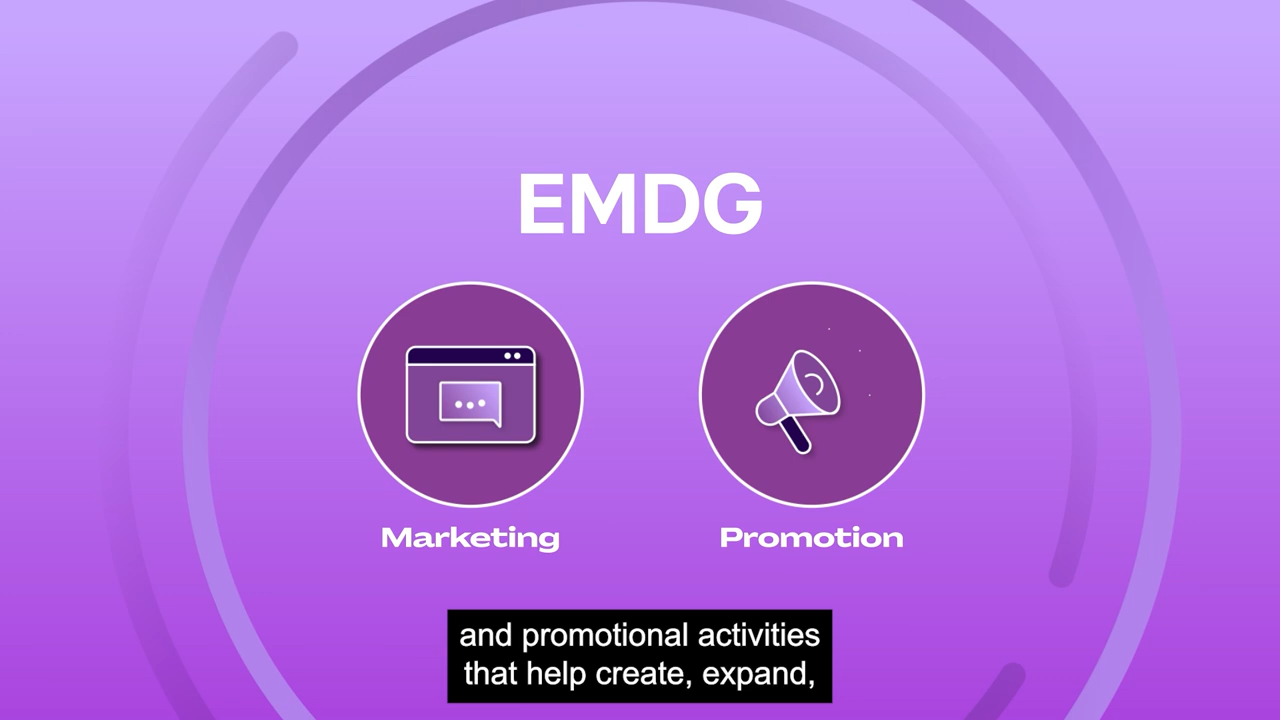 EMDG
Marketing
Promotion
and promotional activities
that help create, expand,